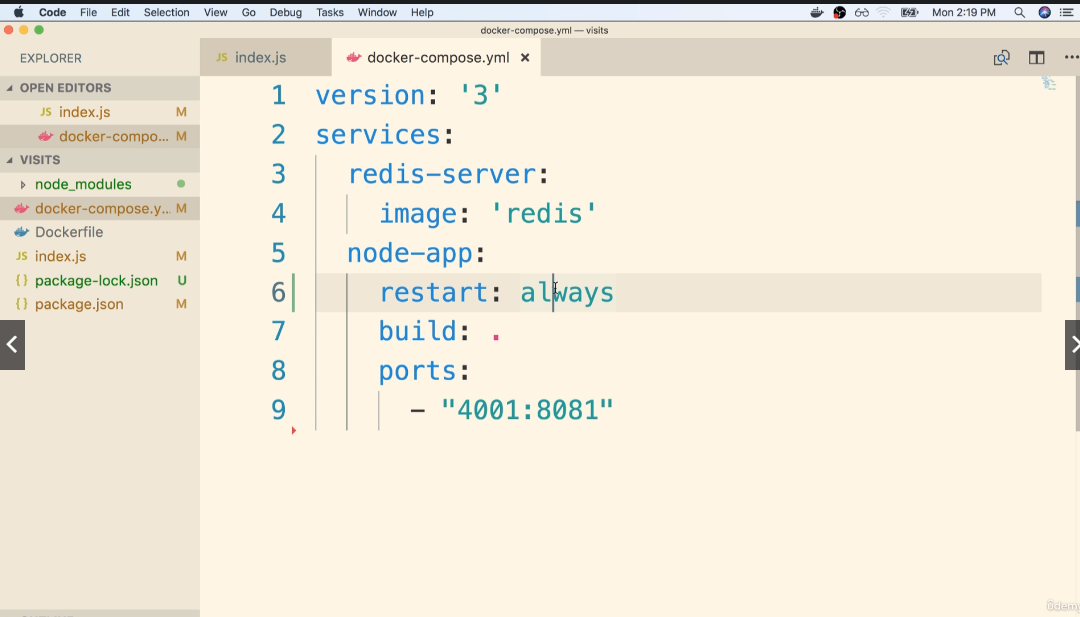 Code File Edit Selection View Go Debug Tasks Window Help Mon 2:19 PM
docker-compose.yml — visits
EXPLORER
JS index.js
docker-compose.yml
OPEN EDITORS
JS index.js M
docker-compo... M
VISITS
node_modules
docker-compose.y... M
Dockerfile
JS index.js M
{} package-lock.json U
{} package.json M
1 version: '3'
2 services:
3 redis-server:
4 image: 'redis'
5 node-app:
6 restart: always
7 build: .
8 ports:
9 - "4001:8081"